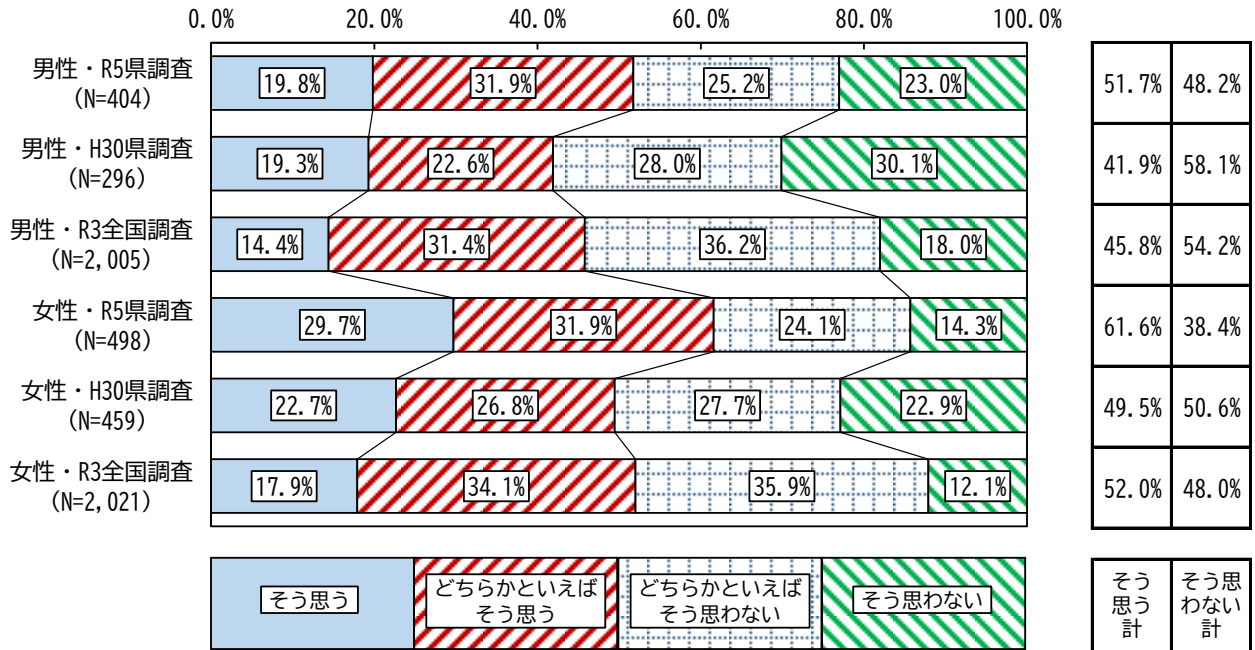 0.0% 20.0% 40.0% 60.0% 80.0% 100.0%
男性・R5県調査
(N=404)
19.8% 31.9% 25.2% 23.0% 51.7% 48.2%
男性・H30県調査
(N=296)
19.3% 22.6% 28.0% 30.1% 41.9% 58.1%
男性・R3全国調査
(N=2,005)
14.4% 31.4% 36.2% 18.0% 45.8% 54.2%
女性・R5県調査
(N=498)
29.7% 31.9% 24.1% 14.3% 61.6% 38.4%
女性・H30県調査
(N=459)
22.7% 26.8% 27.7% 22.9% 49.5% 50.6%
女性・R3全国調査
(N=2,021)
17.9% 34.1% 35.9% 12.1% 52.0% 48.0%
そう思う
どちらかといえば
そう思う
どちらかといえば
そう思わない
そう思わない
そう
思う
計
そう思
わない
計